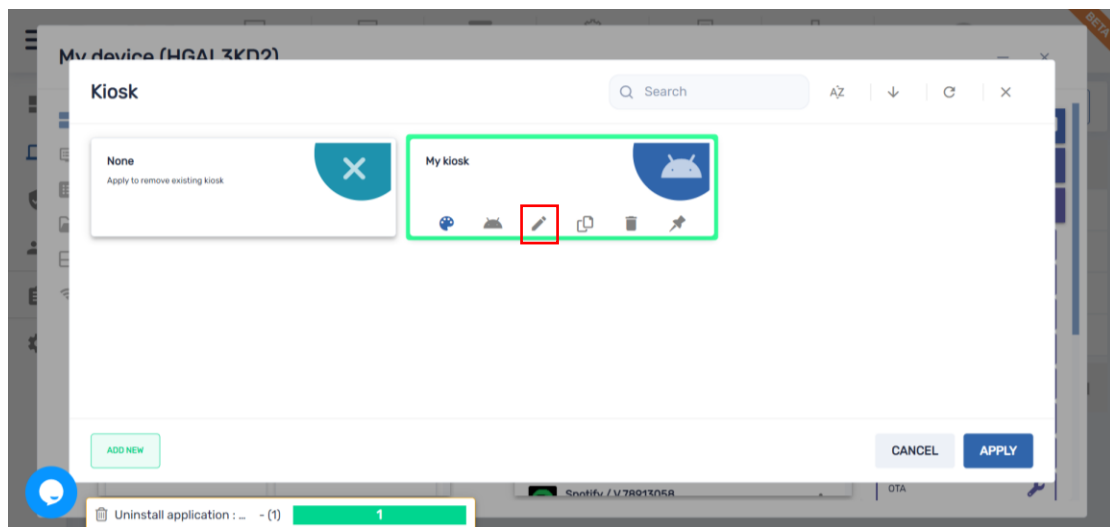 BETA
My device (HGAL3KD2)
Kiosk
Search
AZ
None
Apply to remove existing kiosk
My kiosk
ADD NEW
CANCEL
APPLY
Spotify / V.78913058
OTA
Uninstall application : ... - (1)
1